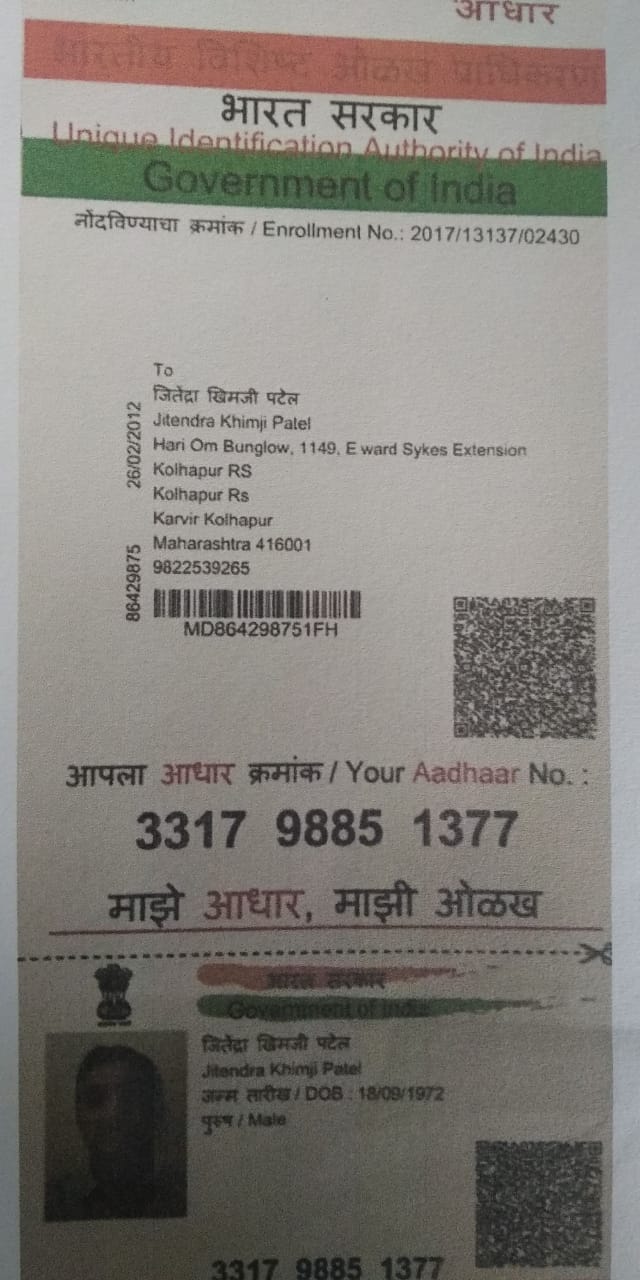 आधार
भारतीय विशिष्ट ओळख प्राधिकरण
भारत सरकार
Unique Identification Authority of India
Government of India
नोंदविण्याचा क्रमांक / Enrollment No.: 2017/13137/02430
To
जितेंद्रा खिमजी पटेल
Jitendra Khimji Patel
Hari Om Bunglow, 1149, E ward Sykes Extension
Kolhapur RS
Kolhapur Rs
Karvir Kolhapur
Maharashtra 416001
9822539265
26/02/2012
86429875
MD864298751FH
आपला आधार क्रमांक / Your Aadhaar No. :
3317 9885 1377
माझे आधार, माझी ओळख
भारत सरकार
Government of India
जितेंद्रा खिमजी पटेल
Jitendra Khimji Patel
जन्म तारीख / DOB : 18/09/1972
पुरुष / Male
3317 9885 1377